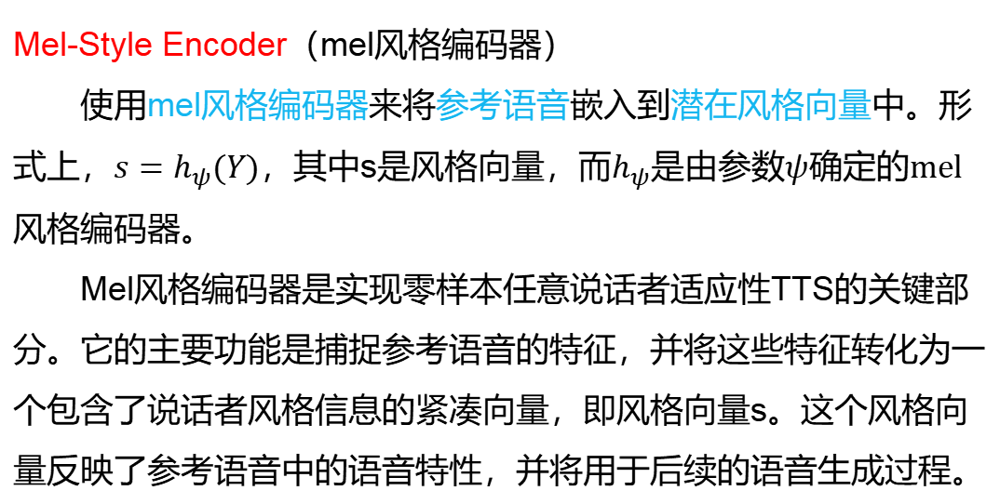 Mel-Style Encoder（mel风格编码器）
使用mel风格编码器来将参考语音嵌入到潜在风格向量中。形
式上，𝑠 = ℎ𝜓(𝑌)，其中s是风格向量，而ℎ𝜓是由参数𝜓确定的mel
风格编码器。
Mel风格编码器是实现零样本任意说话者适应性TTS的关键部
分。它的主要功能是捕捉参考语音的特征，并将这些特征转化为一
个包含了说话者风格信息的紧凑向量，即风格向量s。这个风格向
量反映了参考语音中的语音特性，并将用于后续的语音生成过程。